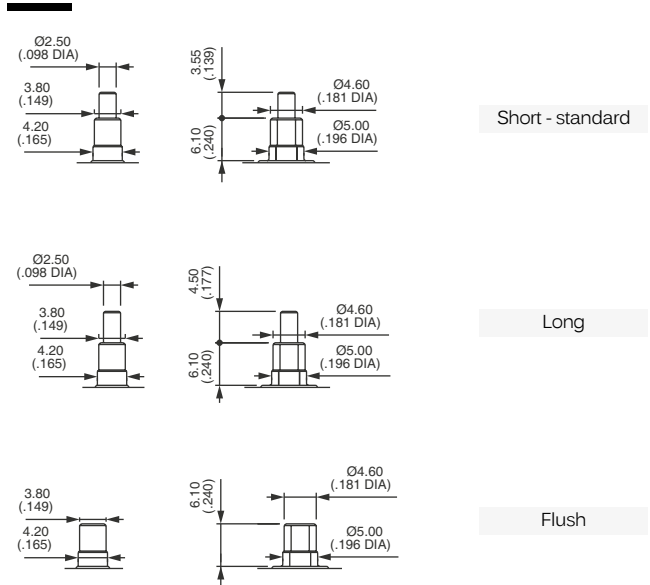 Ø2.50
(.098 DIA)
3.80
(.149)
4.20
(.165)
3.55
(.139)
6.10
(.240)
Ø4.60
(.181 DIA)
Ø5.00
(.196 DIA)
Short - standard
Ø2.50
(.098 DIA)
3.80
(.149)
4.20
(.165)
4.50
(.177)
6.10
(.240)
Ø4.60
(.181 DIA)
Ø5.00
(.196 DIA)
Long
3.80
(.149)
4.20
(.165)
6.10
(.240)
Ø4.60
(.181 DIA)
Ø5.00
(.196 DIA)
Flush